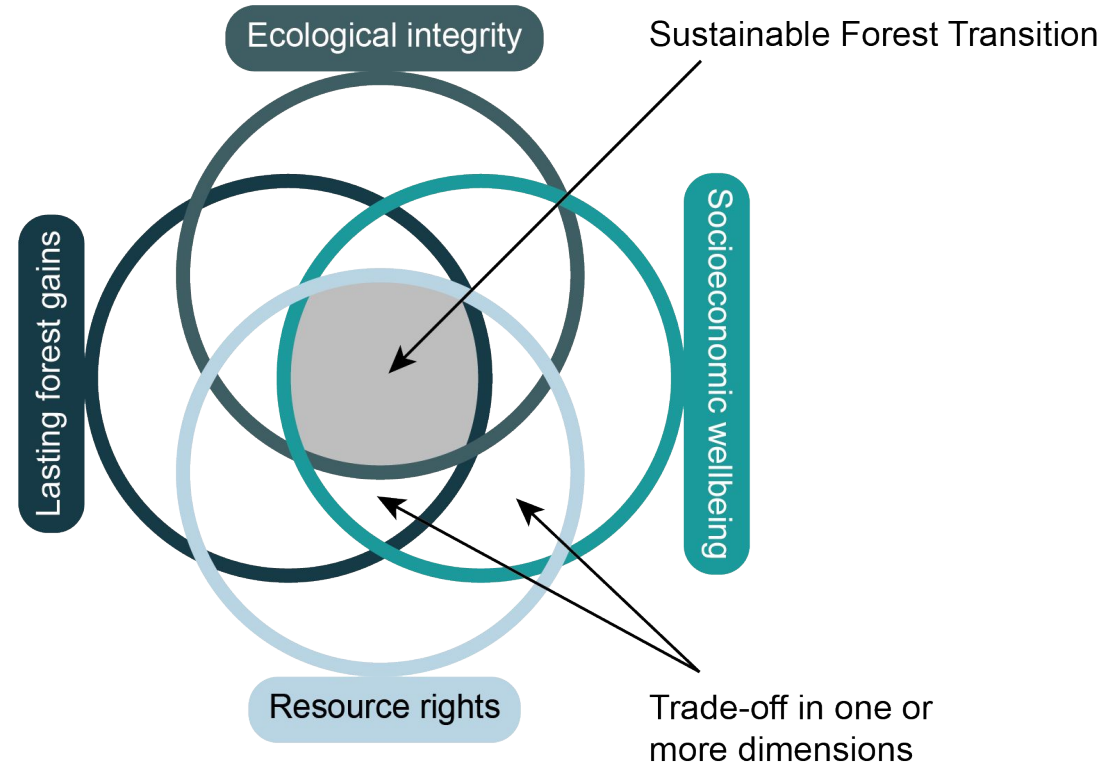 Ecological integrity
Sustainable Forest Transition
Lasting forest gains
Socioeconomic wellbeing
Resource rights
Trade-off in one or
more dimensions